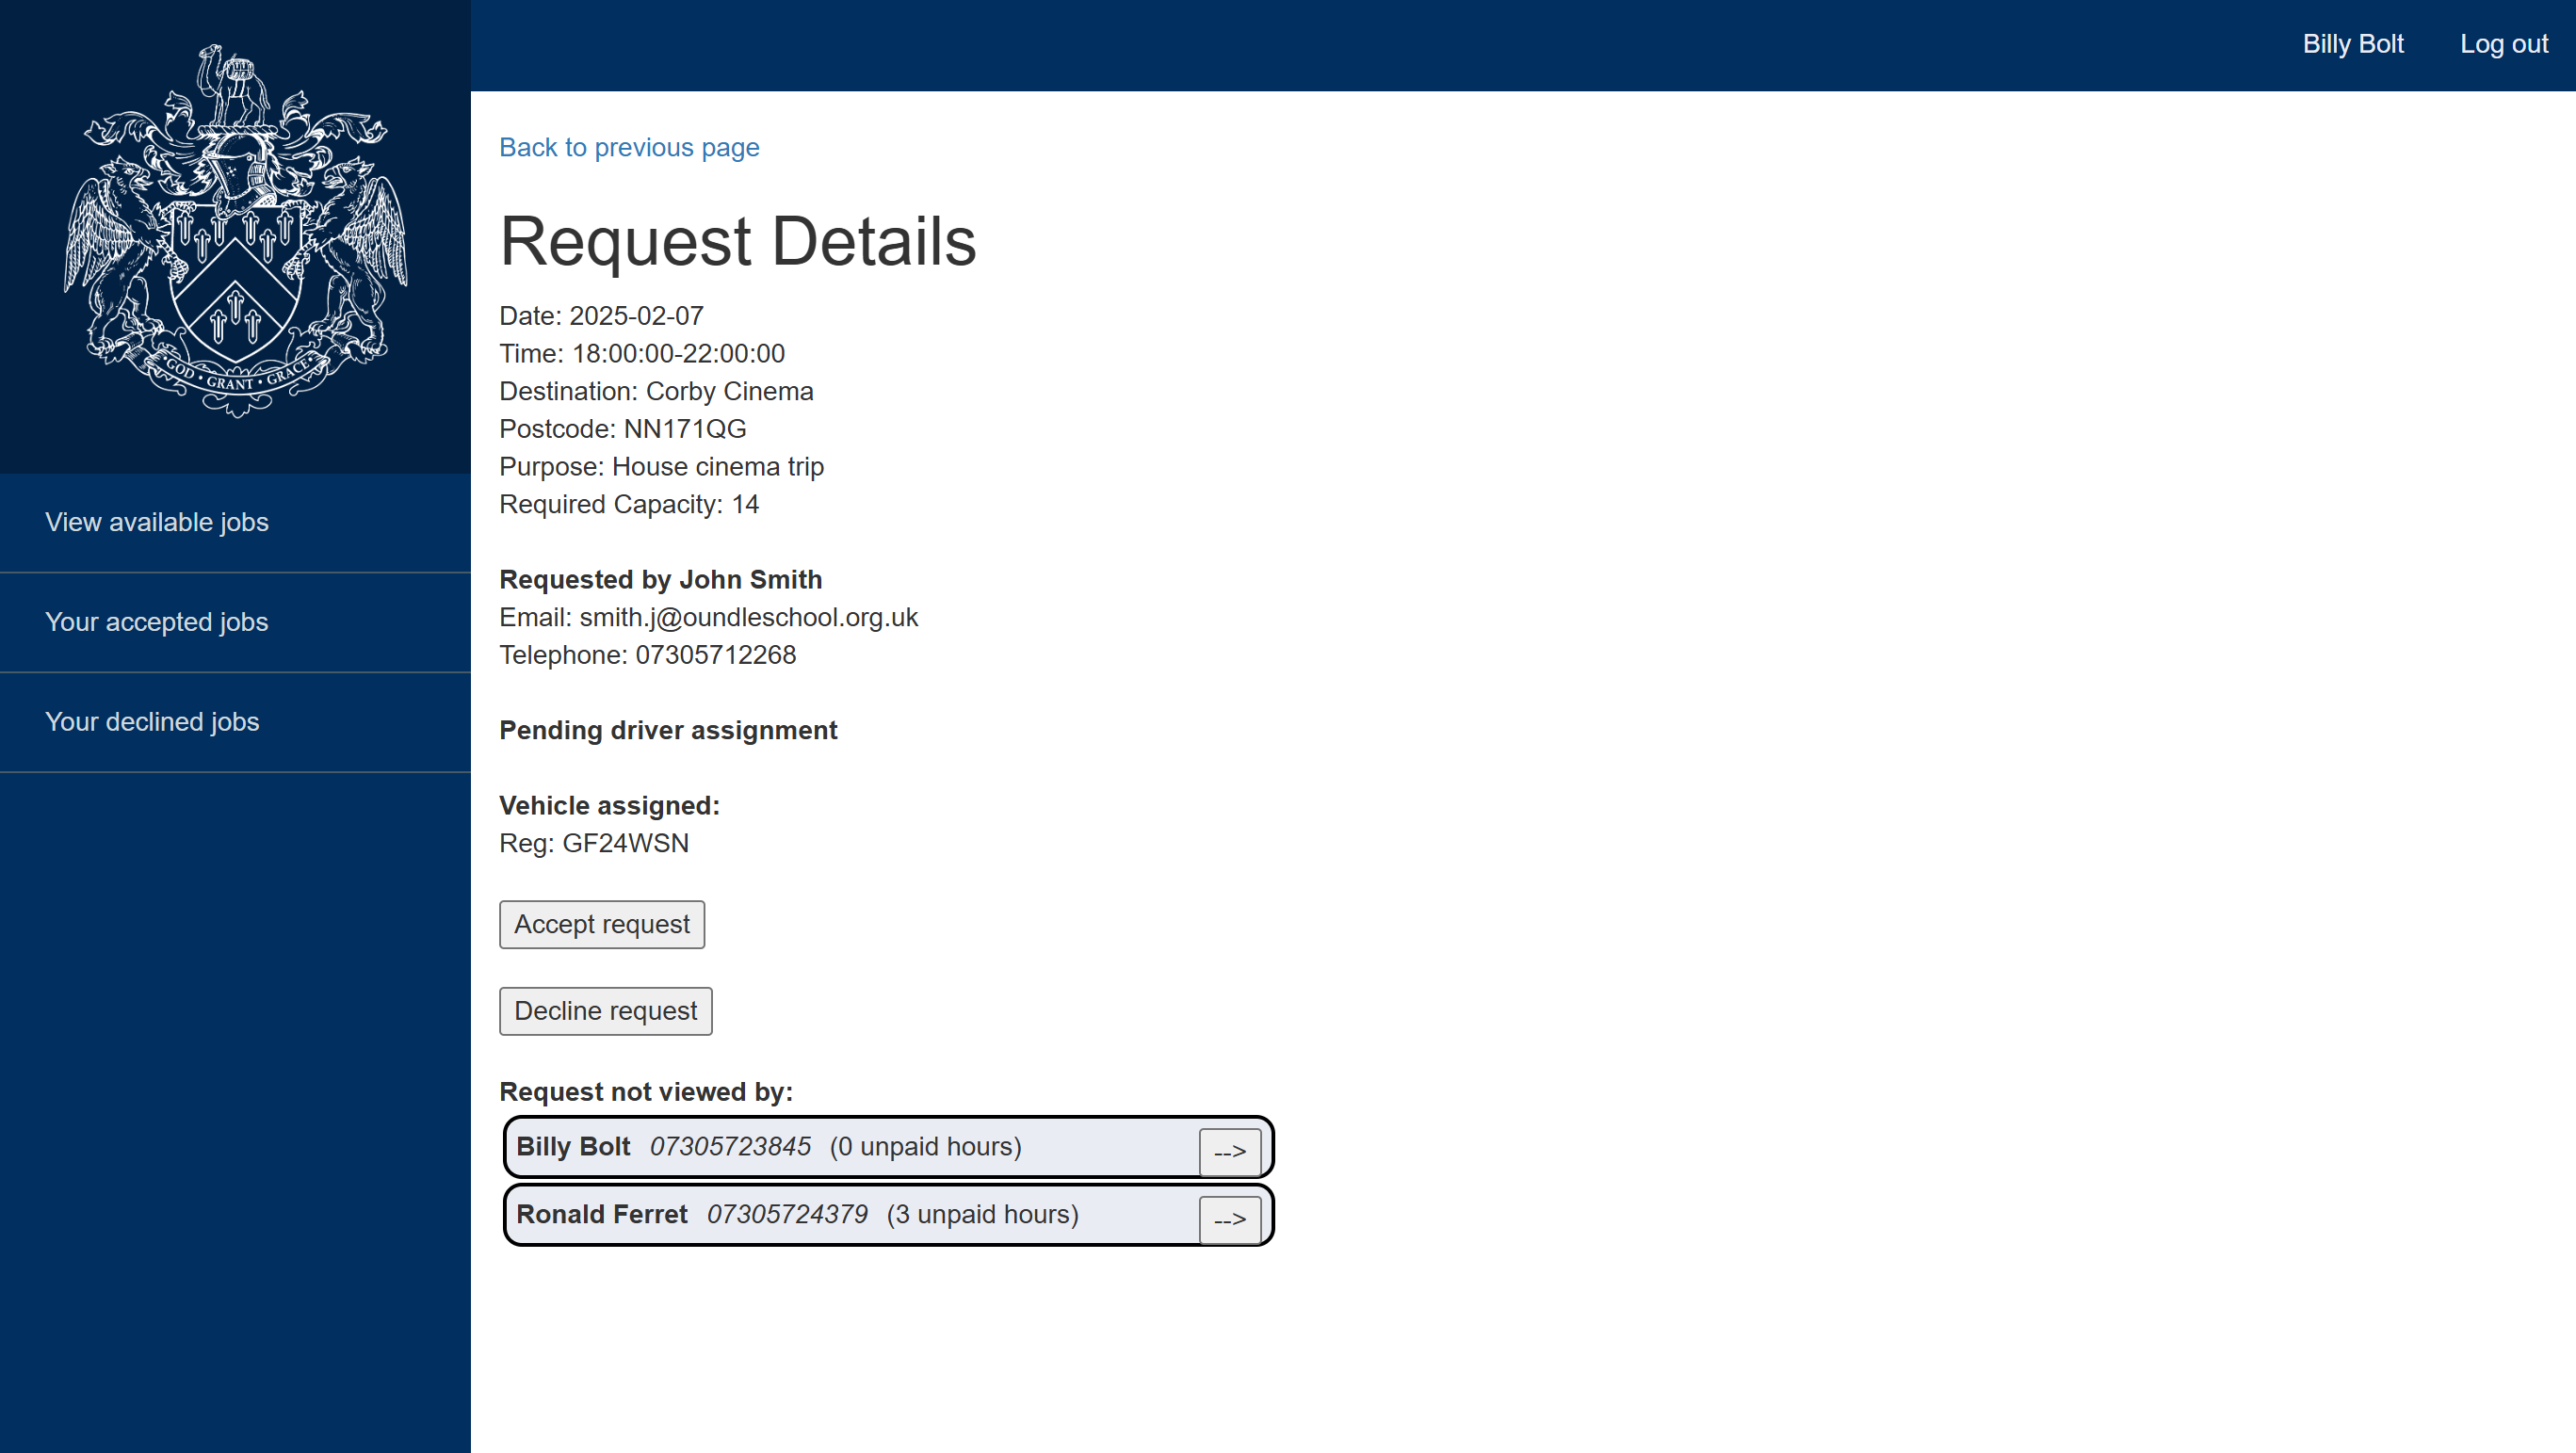 Billy Bolt Log out
GOD · GRANT · GRACE
View available jobs
Your accepted jobs
Your declined jobs
Back to previous page
Request Details
Date: 2025-02-07
Time: 18:00:00-22:00:00
Destination: Corby Cinema
Postcode: NN171QG
Purpose: House cinema trip
Required Capacity: 14
Requested by John Smith
Email: smith.j@oundleschool.org.uk
Telephone: 07305712268
Pending driver assignment
Vehicle assigned:
Reg: GF24WSN
Accept request
Decline request
Request not viewed by:
Billy Bolt 07305723845 (0 unpaid hours) -->
Ronald Ferret 07305724379 (3 unpaid hours) -->